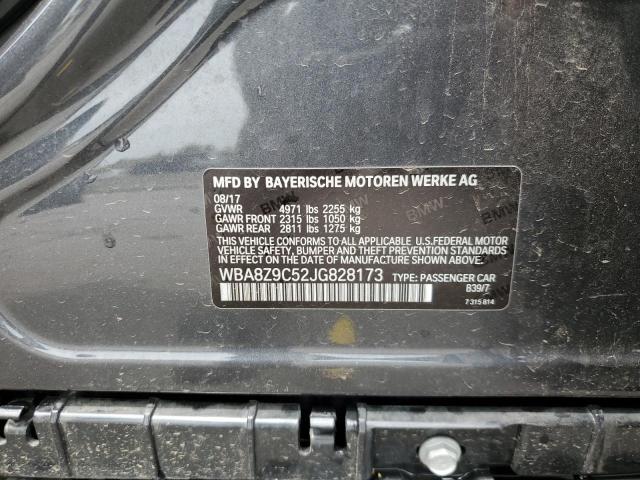 MFD BY BAYERISCHE MOTOREN WERKE AG
08/17
GVWR 4971 lbs 2255 kg
GAWR FRONT 2315 lbs 1050 kg
GAWR REAR 2811 lbs 1275 kg
THIS VEHICLE CONFORMS TO ALL APPLICABLE U.S.FEDERAL MOTOR
VEHICLE SAFETY, BUMPER AND THEFT PREVENTION STANDARDS
IN EFFECT ON THE DATE OF MANUFACTURE SHOWN ABOVE.
WBA8Z9C52JG828173 TYPE: PASSENGER CAR
B39/7
7 315 814